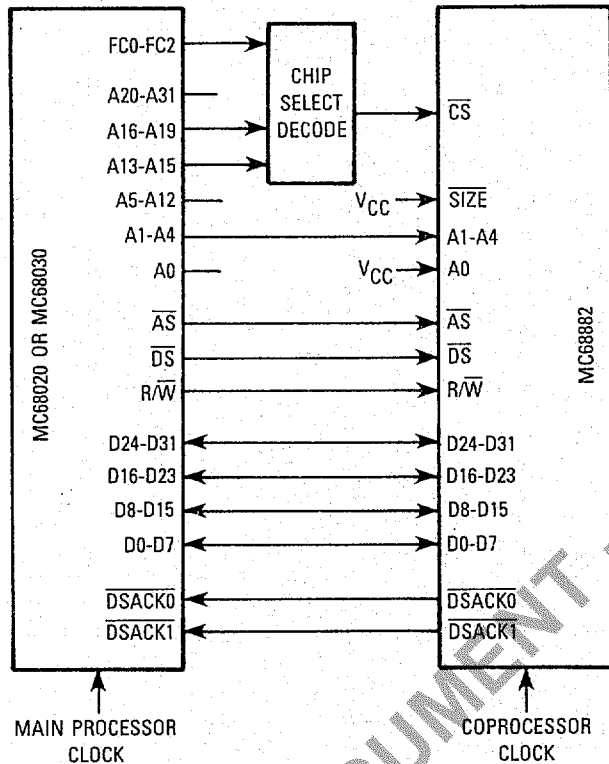 FC0-FC2
CHIP
SELECT
DECODE
A20-A31
A16-A19
CS
A13-A15
A5-A12
VCC
SIZE
A1-A4
A1-A4
A0
VCC
A0
MC68020 OR MC68030
MC68882
AS
AS
DS
DS
R/W
R/W
D24-D31
D24-D31
D16-D23
D16-D23
D8-D15
D8-D15
D0-D7
D0-D7
DSACK0
DSACK0
DSACK1
DSACK1
MAIN PROCESSOR
CLOCK
COPROCESSOR
CLOCK